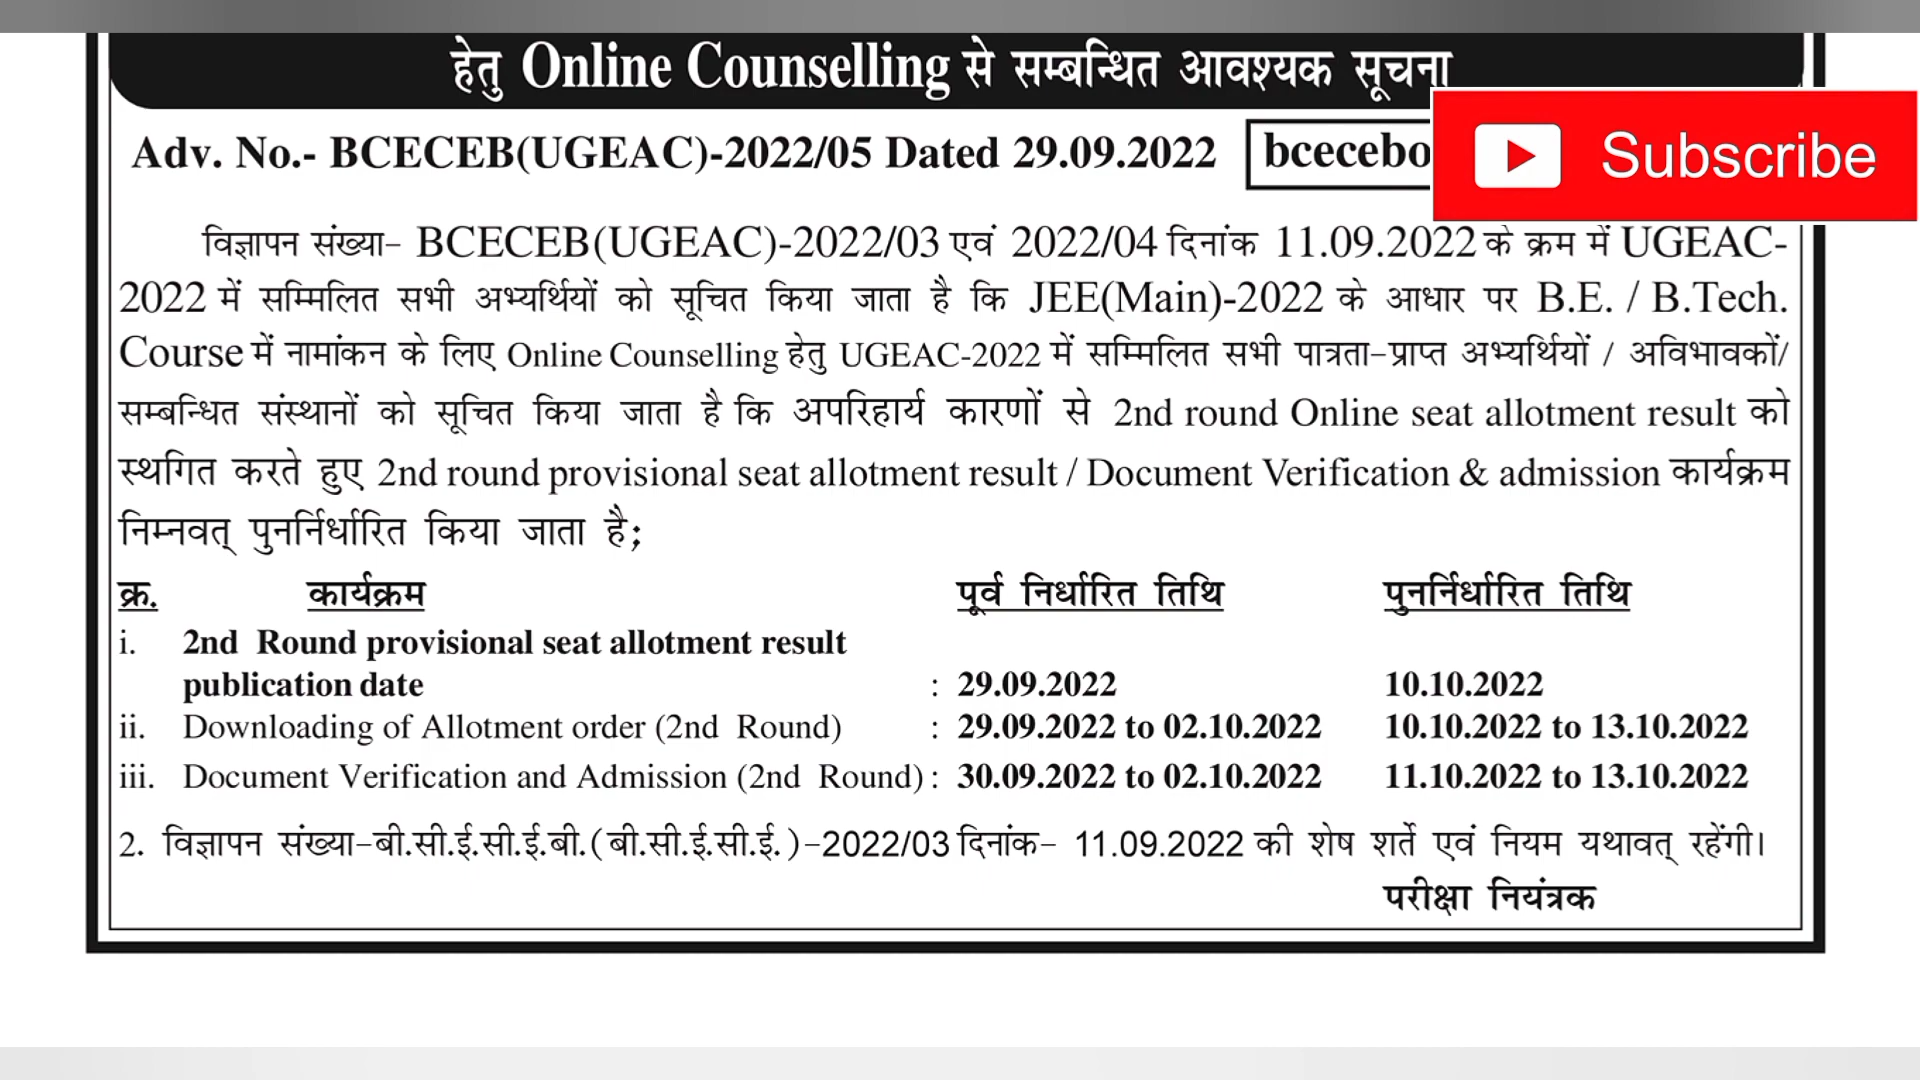 हेतु Online Counselling से सम्बन्धित आवश्यक सूचना
Adv. No.- BCECEB(UGEAC)-2022/05 Dated 29.09.2022 bcecebo
Subscribe
विज्ञापन संख्या- BCECEB(UGEAC)-2022/03 एवं 2022/04 दिनांक 11.09.2022 के क्रम में UGEAC-
2022 में सम्मिलित सभी अभ्यर्थियों को सूचित किया जाता है कि JEE(Main)-2022 के आधार पर B.E. / B.Tech.
Course में नामांकन के लिए Online Counselling हेतु UGEAC-2022 में सम्मिलित सभी पात्रता-प्राप्त अभ्यर्थियों / अविभावकों/
सम्बन्धित संस्थानों को सूचित किया जाता है कि अपरिहार्य कारणों से 2nd round Online seat allotment result को
स्थगित करते हुए 2nd round provisional seat allotment result / Document Verification & admission कार्यक्रम
निम्नवत् पुनर्निर्धारित किया जाता है;
क्र. कार्यक्रम पूर्व निर्धारित तिथि पुनर्निर्धारित तिथि
i. 2nd Round provisional seat allotment result
publication date : 29.09.2022 10.10.2022
ii. Downloading of Allotment order (2nd Round) : 29.09.2022 to 02.10.2022 10.10.2022 to 13.10.2022
iii. Document Verification and Admission (2nd Round) : 30.09.2022 to 02.10.2022 11.10.2022 to 13.10.2022
2. विज्ञापन संख्या-बी.सी.ई.सी.ई.बी.(बी.सी.ई.सी.ई.)-2022/03 दिनांक- 11.09.2022 की शेष शर्ते एवं नियम यथावत् रहेंगी।
परीक्षा नियंत्रक